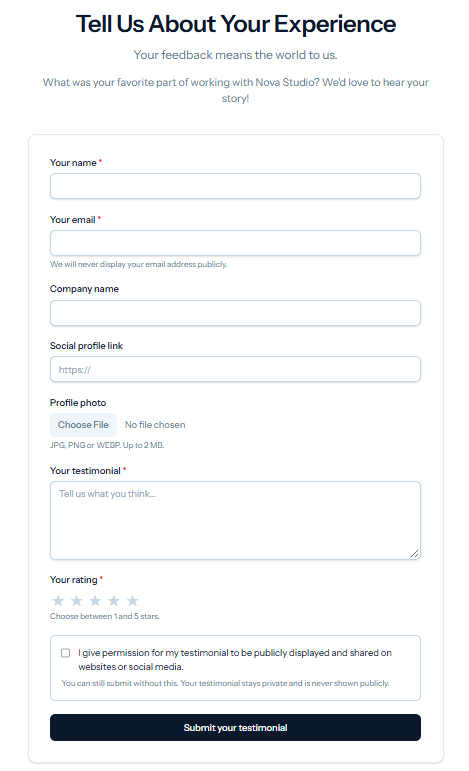 Tell Us About Your Experience
Your feedback means the world to us.
What was your favorite part of working with Nova Studio? We'd love to hear your
story!
Your name *
Your email *
We will never display your email address publicly.
Company name
Social profile link
https://
Profile photo
Choose File No file chosen
JPG, PNG or WEBP. Up to 2 MB.
Your testimonial *
Tell us what you think...
Your rating *
Choose between 1 and 5 stars.
I give permission for my testimonial to be publicly displayed and shared on
websites or social media.
You can still submit without this. Your testimonial stays private and is never shown publicly.
Submit your testimonial